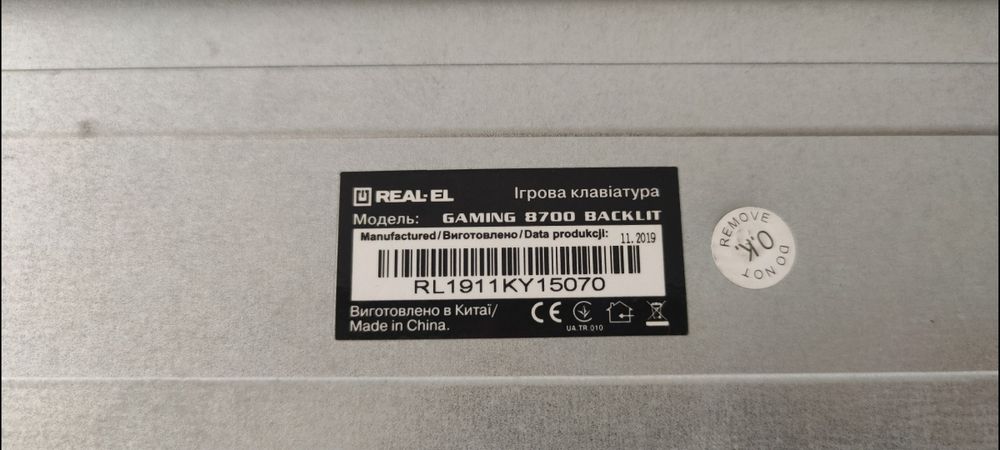 REAL-EL
Ігрова клавіатура
Модель: GAMING 8700 BACKLIT
Manufactured/Виготовлено/Data produkcji: 11.2019
RL1911KY15070
Виготовлено в Китаї/
Made in China.
CE
UA.TR.010
DO NOT REMOVE
O.K.